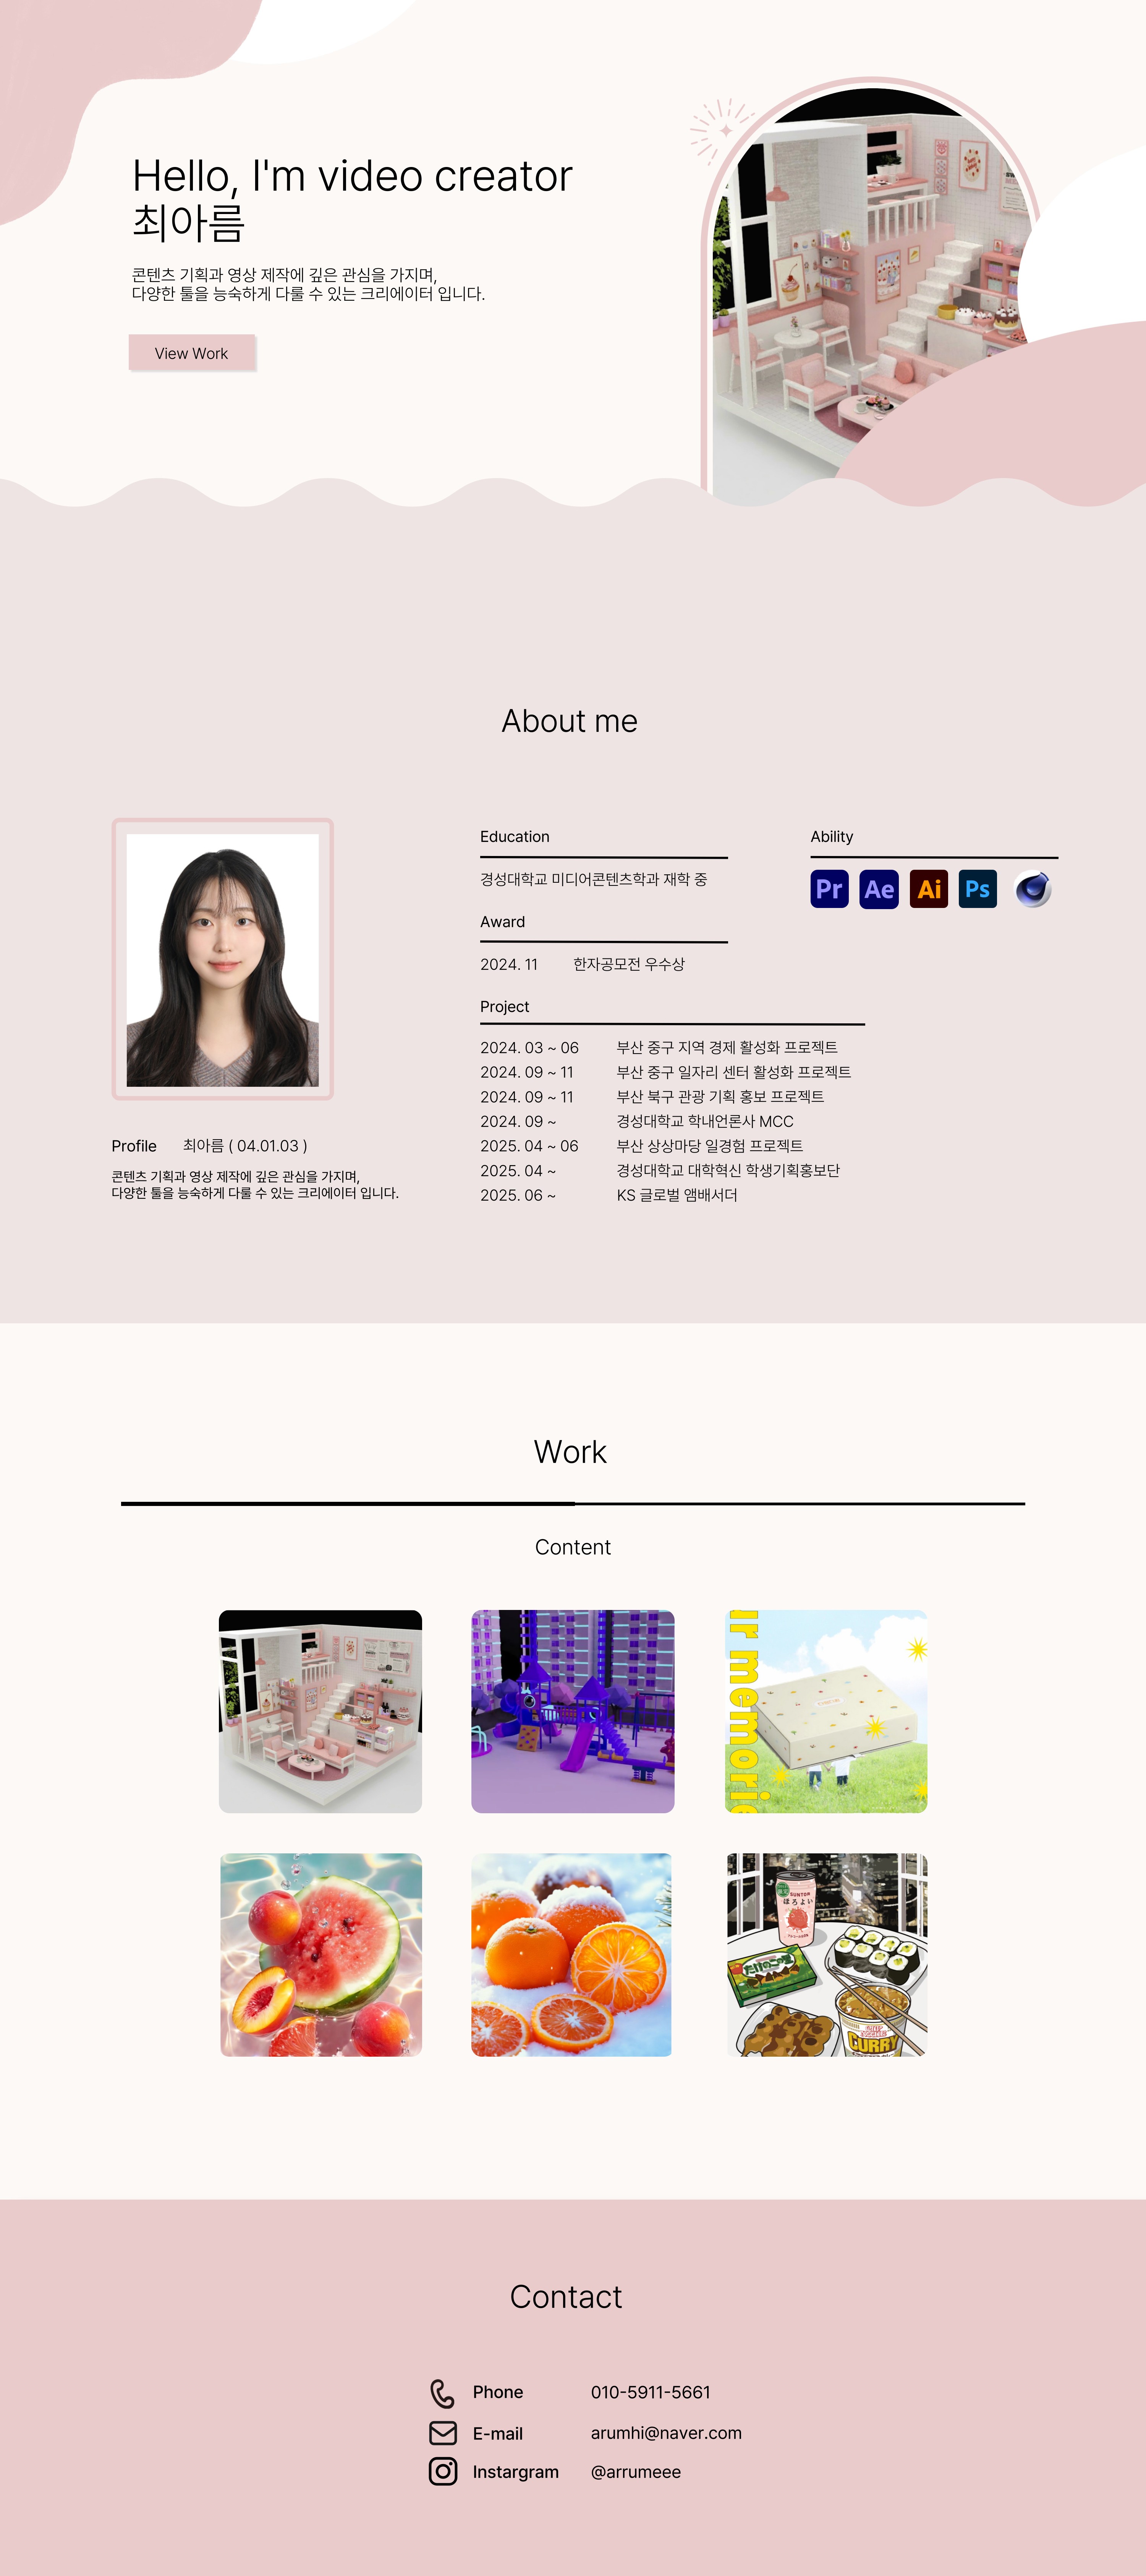 Hello, I'm video creator
최아름
콘텐츠 기획과 영상 제작에 깊은 관심을 가지며,
다양한 툴을 능숙하게 다룰 수 있는 크리에이터 입니다.
View Work
About me
Profile 최아름 ( 04.01.03 )
콘텐츠 기획과 영상 제작에 깊은 관심을 가지며,
다양한 툴을 능숙하게 다룰 수 있는 크리에이터 입니다.
Education
경성대학교 미디어콘텐츠학과 재학 중
Award
2024. 11 한자공모전 우수상
Project
2024. 03 ~ 06 부산 중구 지역 경제 활성화 프로젝트
2024. 09 ~ 11 부산 중구 일자리 센터 활성화 프로젝트
2024. 09 ~ 11 부산 북구 관광 기획 홍보 프로젝트
2024. 09 ~ 경성대학교 학내언론사 MCC
2025. 04 ~ 06 부산 상상마당 일경험 프로젝트
2025. 04 ~ 경성대학교 대학혁신 학생기획홍보단
2025. 06 ~ KS 글로벌 앰배서더
Ability
Pr Ae Ai Ps
Work
Content
ur memorie
SUNTON
ほろよい
たけのこの里
CURRY
Contact
Phone 010-5911-5661
E-mail arumhi@naver.com
Instargram @arrumeee